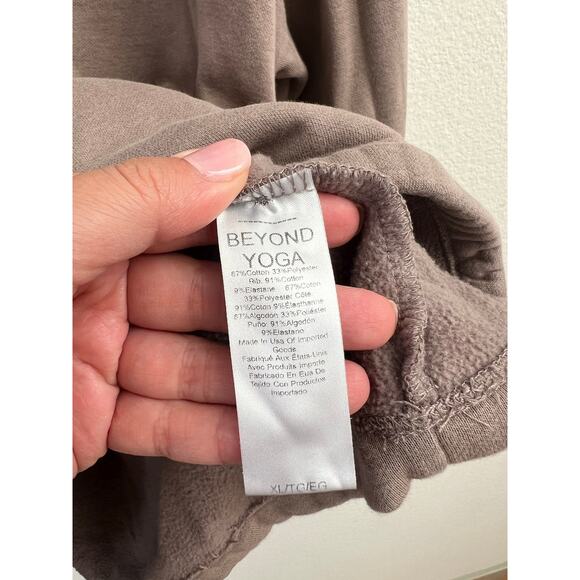 BEYOND
YOGA
67%Cotton 33%Polyester
Rib: 91%Cotton
9%Elastane 67%Coton
33%Polyester Côte:
91%Coton 9%Élasthanne
67%Algodón 33%Poliéster
Puño: 91%Algodón
9%Elastano
Made In Usa Of Imported
Goods
Fabriqué Aux États-Unis
Avec Produits Importés
Fabricado En Eua De
Tejido Con Productos
Importado
XL/TG/EG